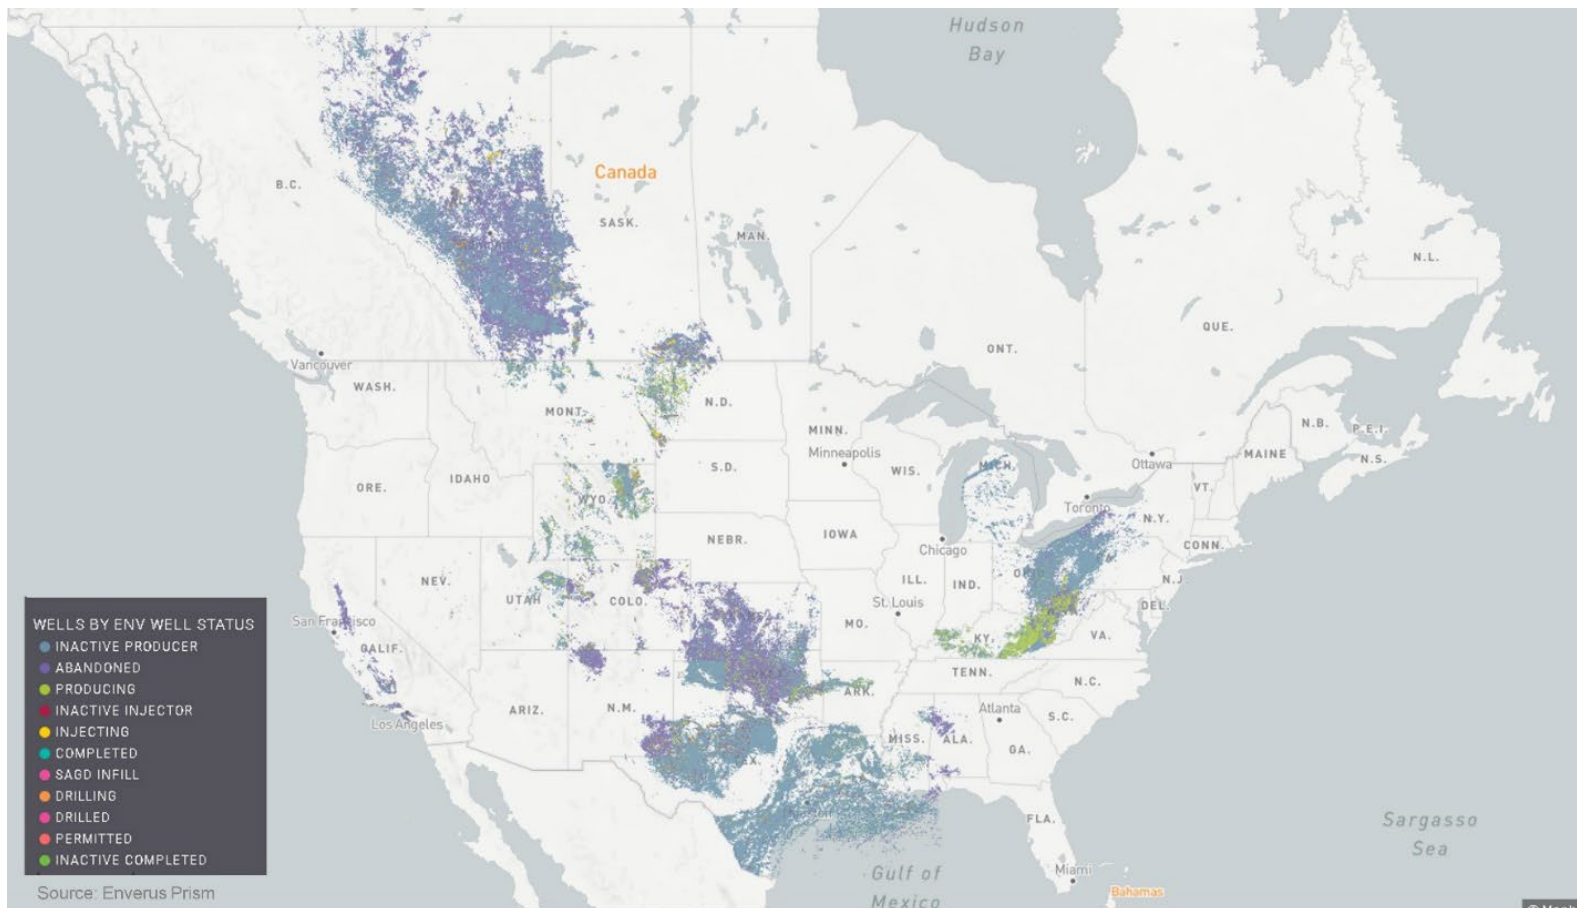 Hudson
Bay
Canada
B.C.
SASK.
MAN.
N.L.
QUE.
ONT.
Vancouver
WASH.
MONT.
N.D.
MINN.
N.B.
P.E.I.
Minneapolis
MAINE
N.S.
Ottawa
S.D.
WIS.
MICH.
ORE.
IDAHO
WYO.
VT.
Toronto
N.Y.
NEBR.
IOWA
Chicago
CONN.
NEV.
UTAH
COLO.
ILL.
IND.
OHIO
N.J.
St. Louis
DEL.
San Francisco
MO.
KY.
VA.
CALIF.
TENN.
N.C.
ARIZ.
N.M.
ARK.
Los Angeles
Atlanta
S.C.
MISS.
ALA.
GA.
FLA.
Sargasso
Sea
Gulf of
Mexico
Miami
Bahamas
WELLS BY ENV WELL STATUS
INACTIVE PRODUCER
ABANDONED
PRODUCING
INACTIVE INJECTOR
INJECTING
COMPLETED
SAGD INFILL
DRILLING
DRILLED
PERMITTED
INACTIVE COMPLETED
Source: Enverus Prism